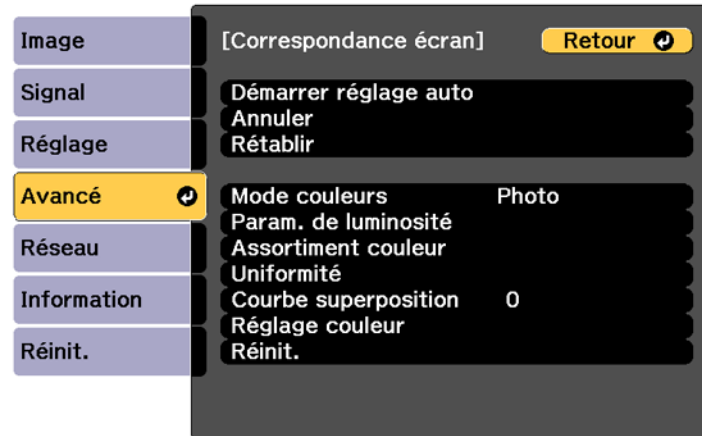 Image
Signal
Réglage
Avancé
Réseau
Information
Réinit.
[Correspondance écran] Retour
Démarrer réglage auto
Annuler
Rétablir
Mode couleurs Photo
Param. de luminosité
Assortiment couleur
Uniformité
Courbe superposition 0
Réglage couleur
Réinit.